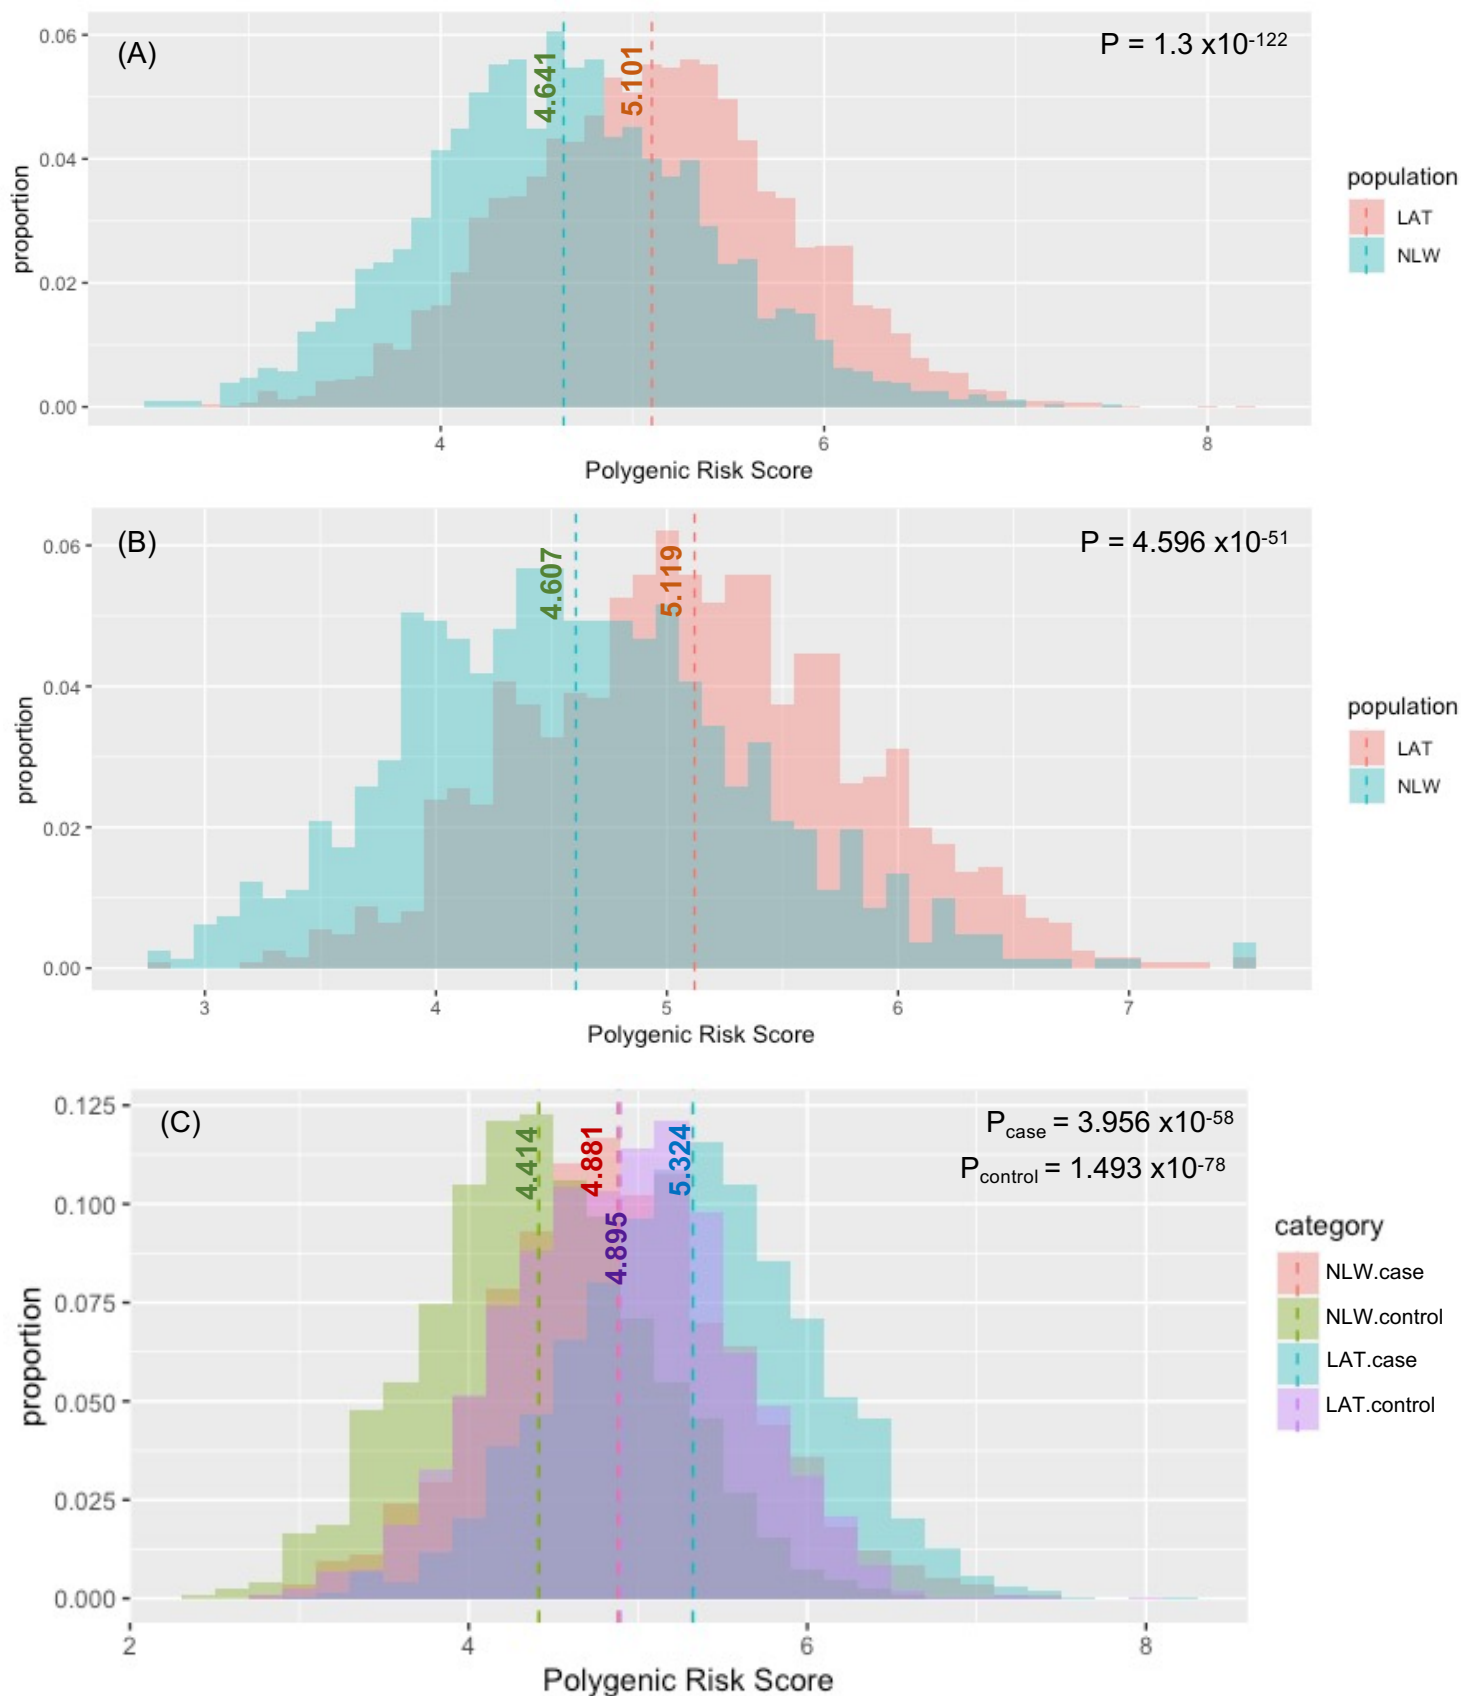 (A)
P = 1.3 x10-122
4.641
5.101
0.06
0.04
0.02
0.00
proportion
4
6
8
Polygenic Risk Score
population
LAT
NLW
(B)
P = 4.596 x10-51
4.607
5.119
0.06
0.04
0.02
0.00
proportion
3
4
5
6
7
Polygenic Risk Score
population
LAT
NLW
(C)
Pcase = 3.956 x10-58
Pcontrol = 1.493 x10-78
4.414
4.881
4.895
5.324
0.125
0.100
0.075
0.050
0.025
0.000
proportion
2
4
6
8
Polygenic Risk Score
category
NLW.case
NLW.control
LAT.case
LAT.control